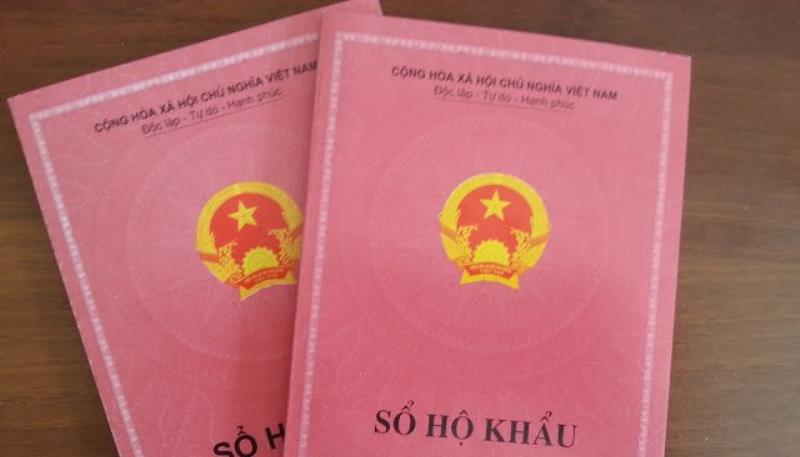 CỘNG HÒA XÃ HỘI CHỦ NGHĨA VIỆT NAM
Độc lập - Tự do - Hạnh phúc
SỔ H
CỘNG HÒA XÃ HỘI CHỦ NGHĨA VIỆT NAM
Độc lập - Tự do - Hạnh phúc
SỔ HỘ KHẨU